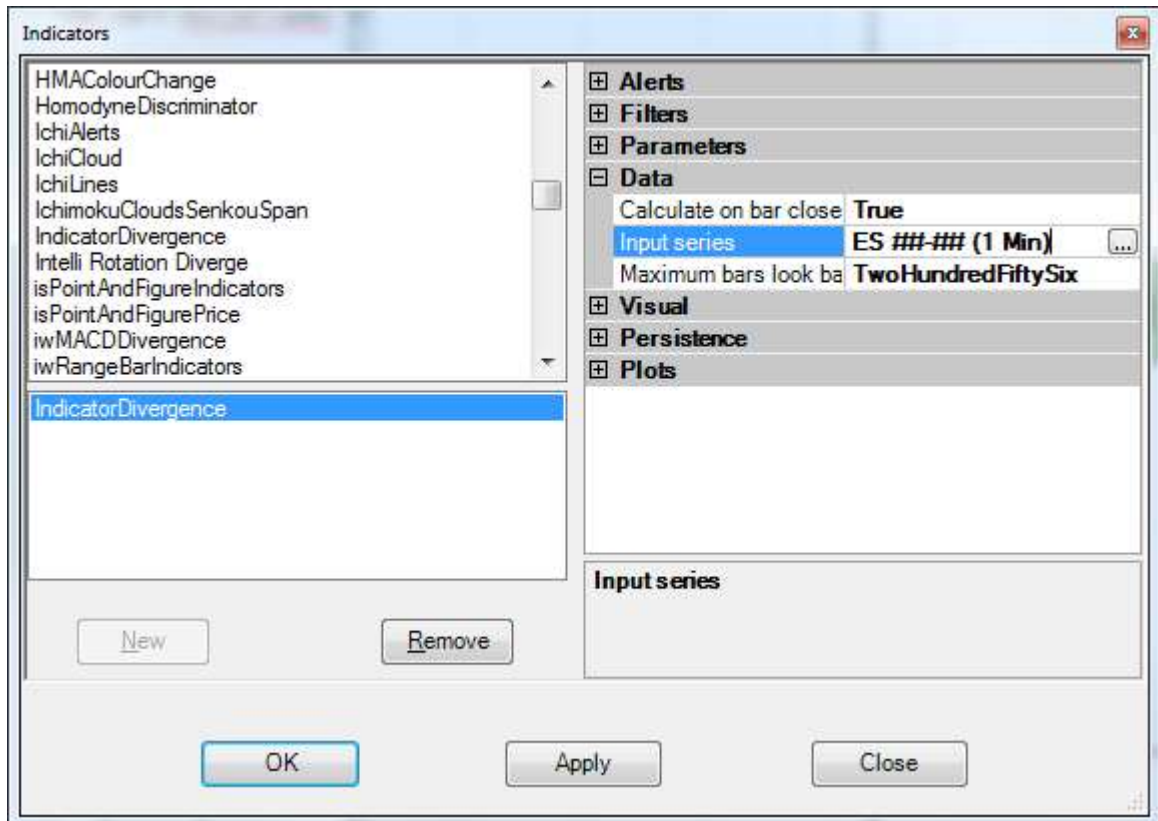 Indicators
HMAColourChange
HomodyneDiscriminator
IchiAlerts
IchiCloud
IchiLines
IchimokuCloudsSenkouSpan
IndicatorDivergence
Intelli Rotation Diverge
isPointAndFigureIndicators
isPointAndFigurePrice
iwMACDDivergence
iwRangeBarIndicators
IndicatorDivergence
New
Remove
Alerts
Filters
Parameters
Data
Calculate on bar close True
Input series ES ##-## (1 Min) ...
Maximum bars look ba TwoHundredFiftySix
Visual
Persistence
Plots
Input series
OK
Apply
Close